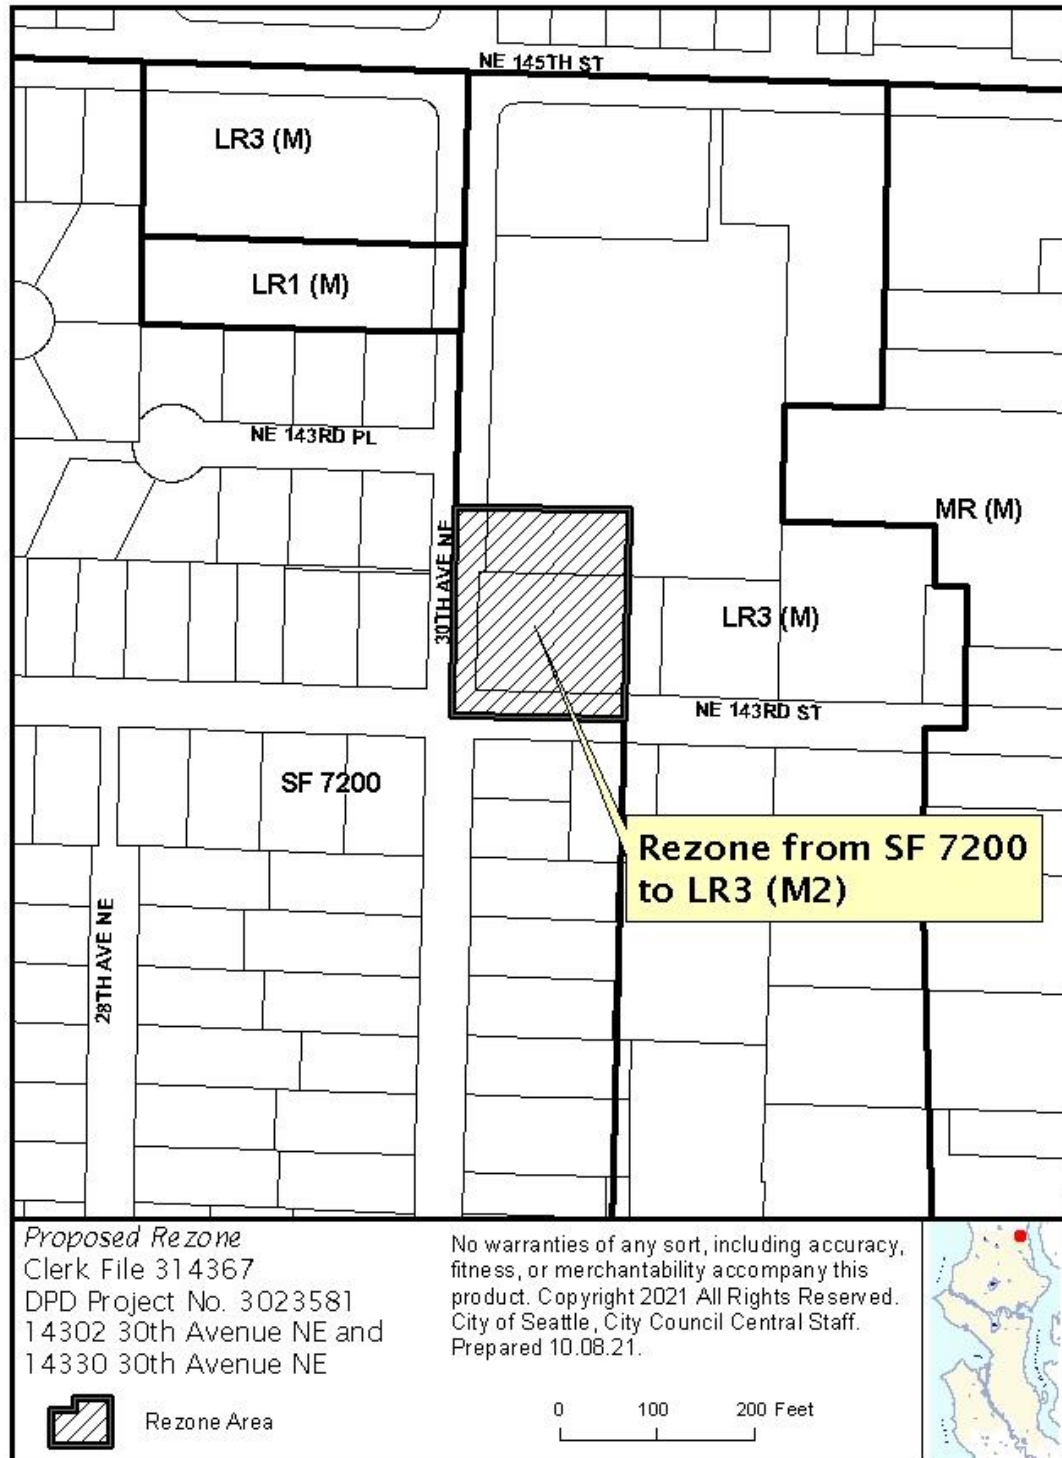 NE 145TH ST
LR3 (M)
LR1 (M)
NE 143RD PL
MR (M)
30TH AVE NE
LR3 (M)
NE 143RD ST
SF 7200
Rezone from SF 7200
to LR3 (M2)
28TH AVE NE
Proposed Rezone
Clerk File 314367
DPD Project No. 3023581
14302 30th Avenue NE and
14330 30th Avenue NE
Rezone Area
No warranties of any sort, including accuracy,
fitness, or merchantability accompany this
product. Copyright 2021 All Rights Reserved.
City of Seattle, City Council Central Staff.
Prepared 10.08.21.
0 100 200 Feet